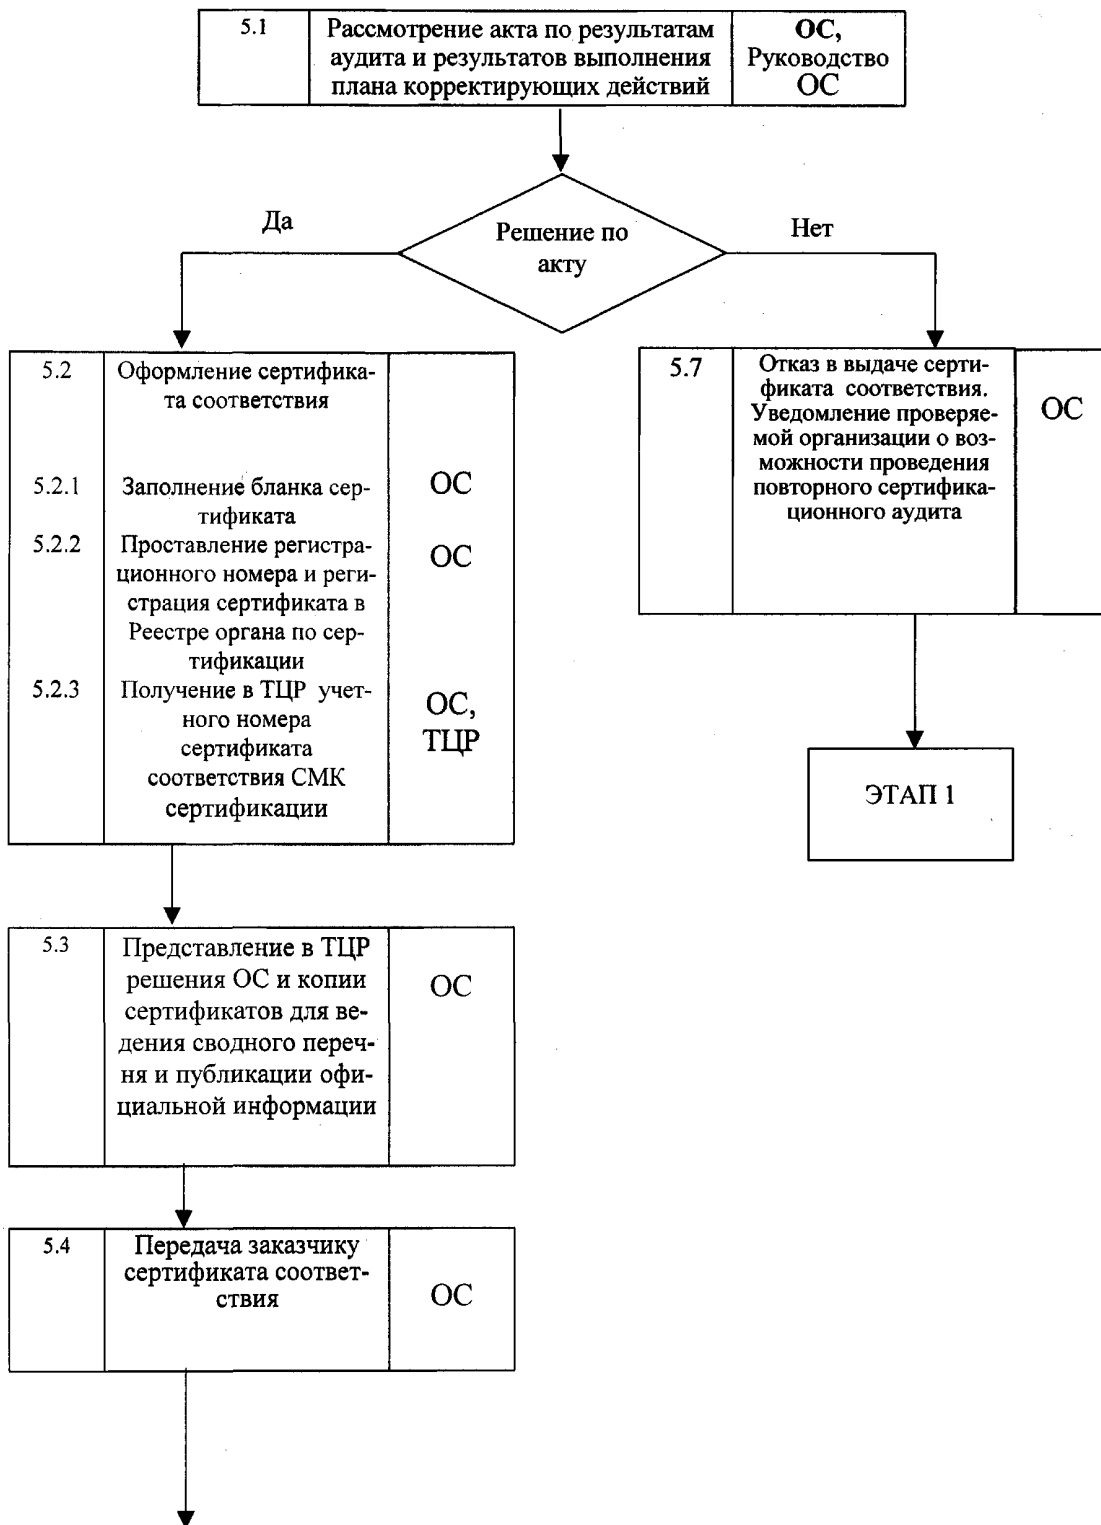 5.1
Рассмотрение акта по результатам
аудита и результатов выполнения
плана корректирующих действий
ОС,
Руководство
ОС
Решение по
акту
Да
Нет
5.2
Оформление сертифика-
та соответствия
5.2.1
Заполнение бланка сер-
тификата
ОС
5.2.2
Проставление регистра-
ционного номера и реги-
страция сертификата в
Реестре органа по сер-
тификации
ОС
5.2.3
Получение в ТЦР учет-
ного номера
сертификата
соответствия СМК
сертификации
ОС,
ТЦР
5.7
Отказ в выдаче серти-
фиката соответствия.
Уведомление проверяе-
мой организации о воз-
можности проведения
повторного сертифика-
ционного аудита
ОС
ЭТАП 1
5.3
Представление в ТЦР
решения ОС и копии
сертификатов для ве-
дения сводного переч-
ня и публикации офи-
циальной информации
ОС
5.4
Передача заказчику
сертификата соответ-
ствия
ОС